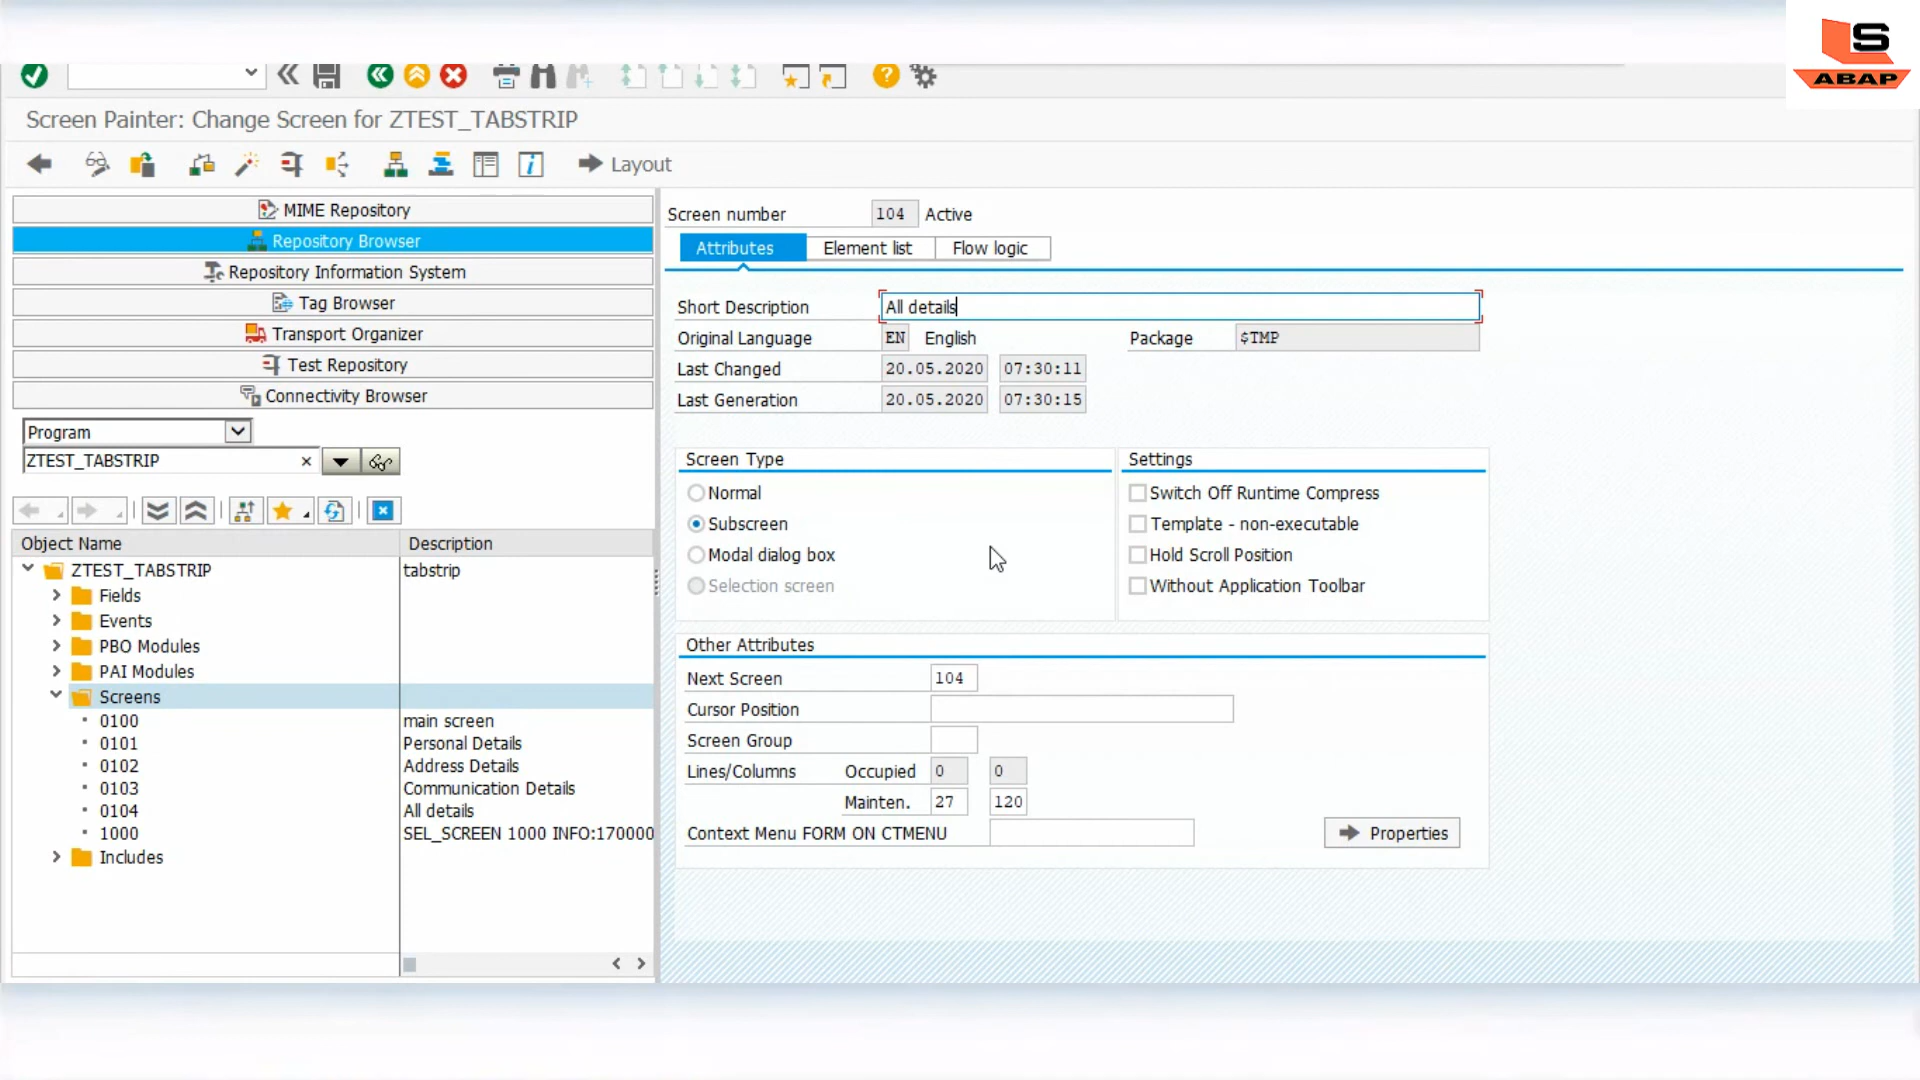 S
ABAP
Screen Painter: Change Screen for ZTEST_TABSTRIP
Layout
MIME Repository
Repository Browser
Repository Information System
Tag Browser
Transport Organizer
Test Repository
Connectivity Browser
Program
ZTEST_TABSTRIP
Object Name Description
ZTEST_TABSTRIP tabstrip
Fields
Events
PBO Modules
PAI Modules
Screens
0100 main screen
0101 Personal Details
0102 Address Details
0103 Communication Details
0104 All details
1000 SEL_SCREEN 1000 INFO:170000
Includes
Screen number 104 Active
Attributes Element list Flow logic
Short Description All details
Original Language EN English Package $TMP
Last Changed 20.05.2020 07:30:11
Last Generation 20.05.2020 07:30:15
Screen Type
Normal
Subscreen
Modal dialog box
Selection screen
Settings
Switch Off Runtime Compress
Template - non-executable
Hold Scroll Position
Without Application Toolbar
Other Attributes
Next Screen 104
Cursor Position
Screen Group
Lines/Columns Occupied 0 0
Mainten. 27 120
Context Menu FORM ON CTMENU
Properties